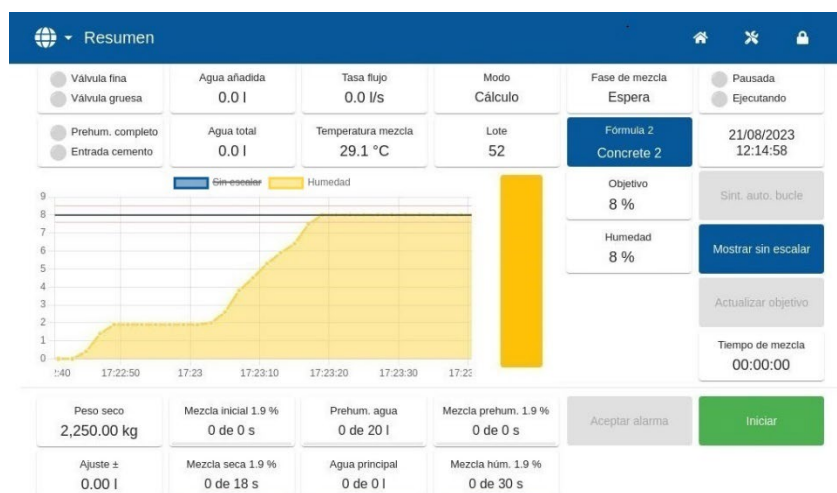 Resumen
Válvula fina
Válvula gruesa
Agua añadida
0.0 l
Tasa flujo
0.0 l/s
Modo
Cálculo
Fase de mezcla
Espera
Pausada
Ejecutando
Prehum. completo
Entrada cemento
Agua total
0.0 l
Temperatura mezcla
29.1 °C
Lote
52
Fórmula 2
Concrete 2
21/08/2023
12:14:58
Sin escalar
Humedad
9
8
7
6
5
4
3
2
1
0
:40
17:22:50
17:23
17:23:10
17:23:20
17:23:30
17:23
Objetivo
8 %
Humedad
8 %
Sint. auto. bucle
Mostrar sin escalar
Actualizar objetivo
Tiempo de mezcla
00:00:00
Peso seco
2,250.00 kg
Mezcla inicial 1.9 %
0 de 0 s
Prehum. agua
0 de 20 l
Mezcla prehum. 1.9 %
0 de 0 s
Aceptar alarma
Iniciar
Ajuste ±
0.00 l
Mezcla seca 1.9 %
0 de 18 s
Agua principal
0 de 0 l
Mezcla húm. 1.9 %
0 de 30 s